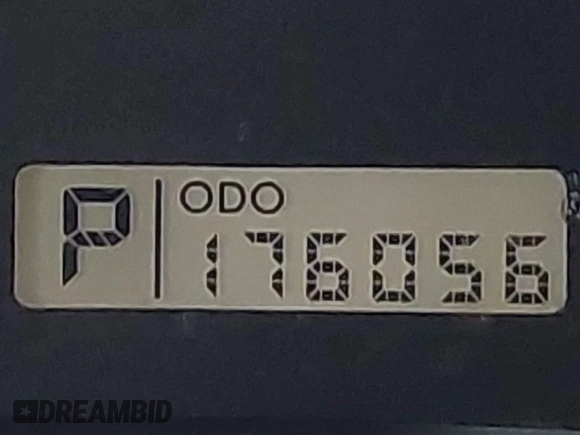 P
ODO
176056
DREAMBID